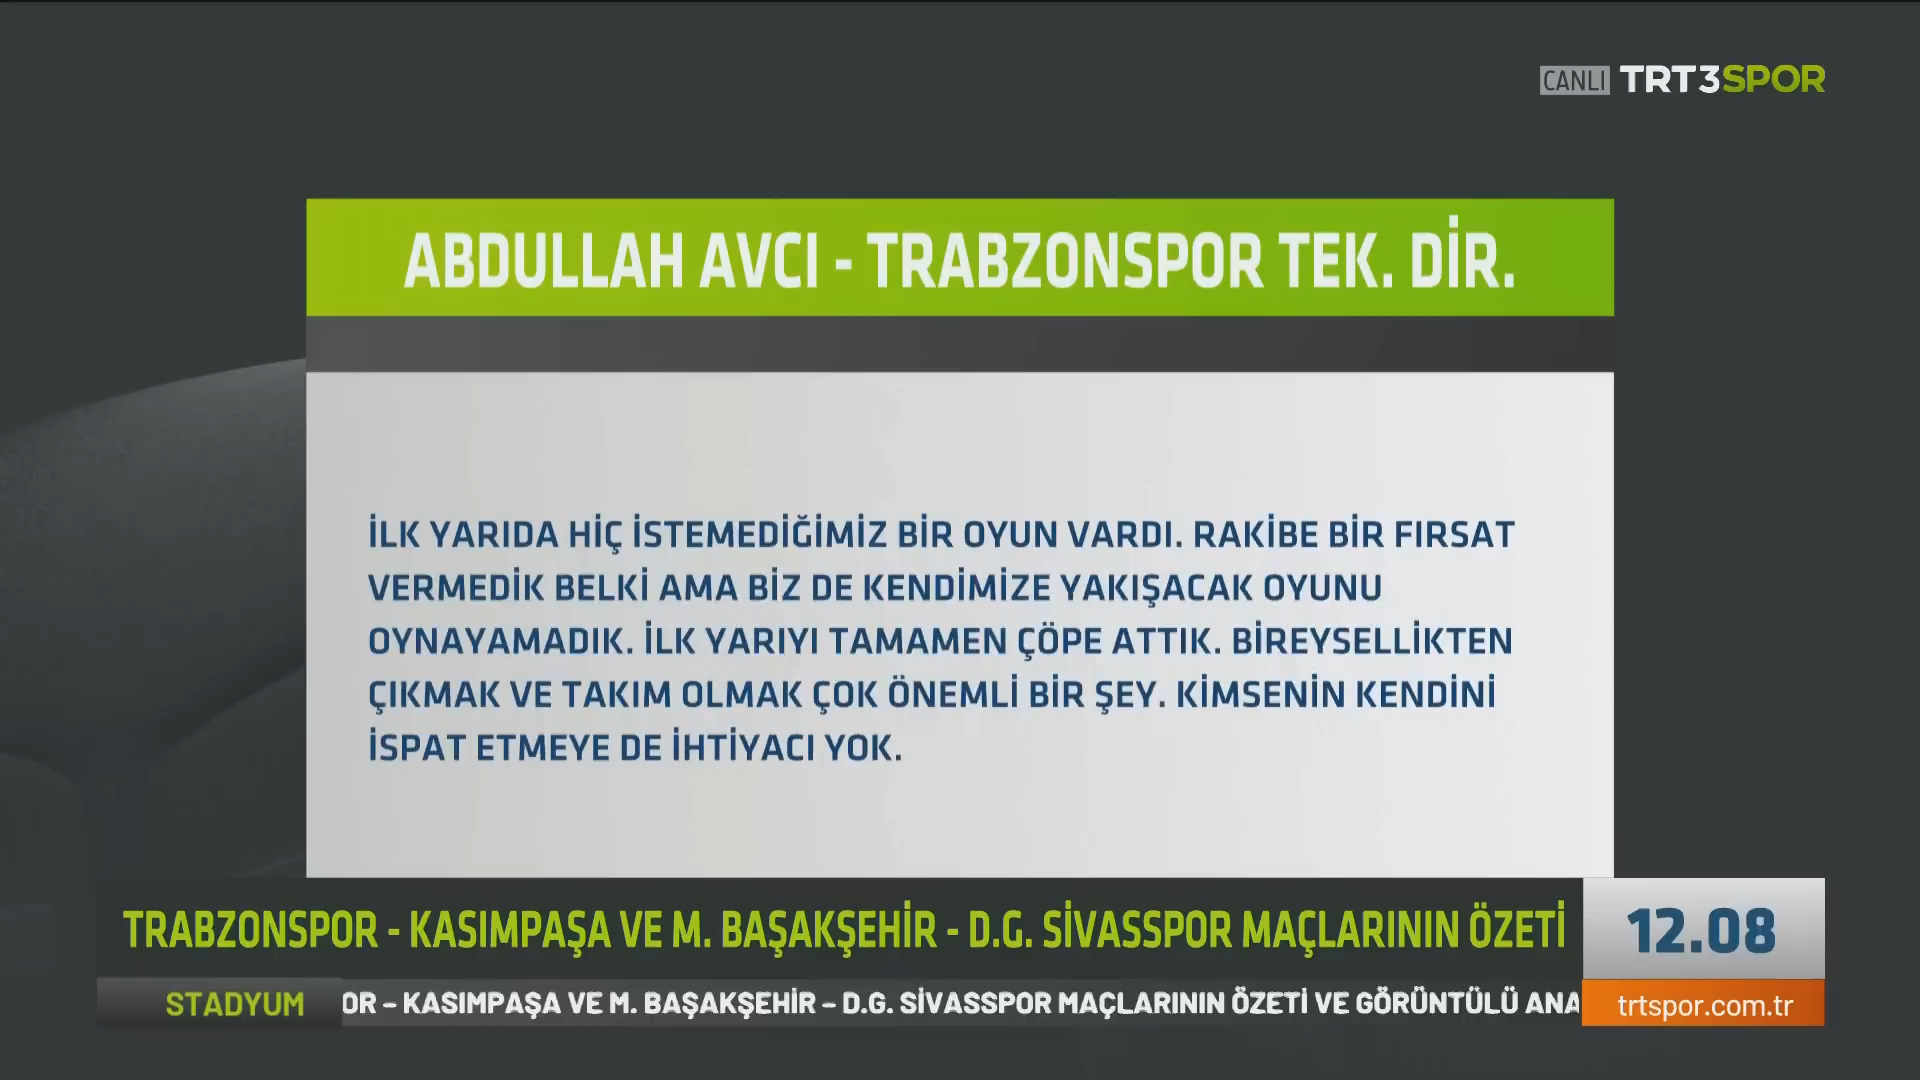 CANLI TRT3SPOR
ABDULLAH AVCI - TRABZONSPOR TEK. DİR.
İLK YARIDA HİÇ İSTEMEDİĞİMİZ BİR OYUN VARDI. RAKİBE BİR FIRSAT
VERMEDİK BELKİ AMA BİZ DE KENDİMİZE YAKIŞACAK OYUNU
OYNAYAMADIK. İLK YARIYI TAMAMEN ÇÖPE ATTIK. BİREYSELLİKTEN
ÇIKMAK VE TAKIM OLMAK ÇOK ÖNEMLİ BİR ŞEY. KİMSENİN KENDİNİ
İSPAT ETMEYE DE İHTİYACI YOK.
TRABZONSPOR - KASIMPAŞA VE M. BAŞAKŞEHİR - D.G. SİVASSPOR MAÇLARININ ÖZETİ
12.08
STADYUM
OR – KASIMPAŞA VE M. BAŞAKŞEHİR – D.G. SİVASSPOR MAÇLARININ ÖZETİ VE GÖRÜNTÜLÜ ANA
trtspor.com.tr